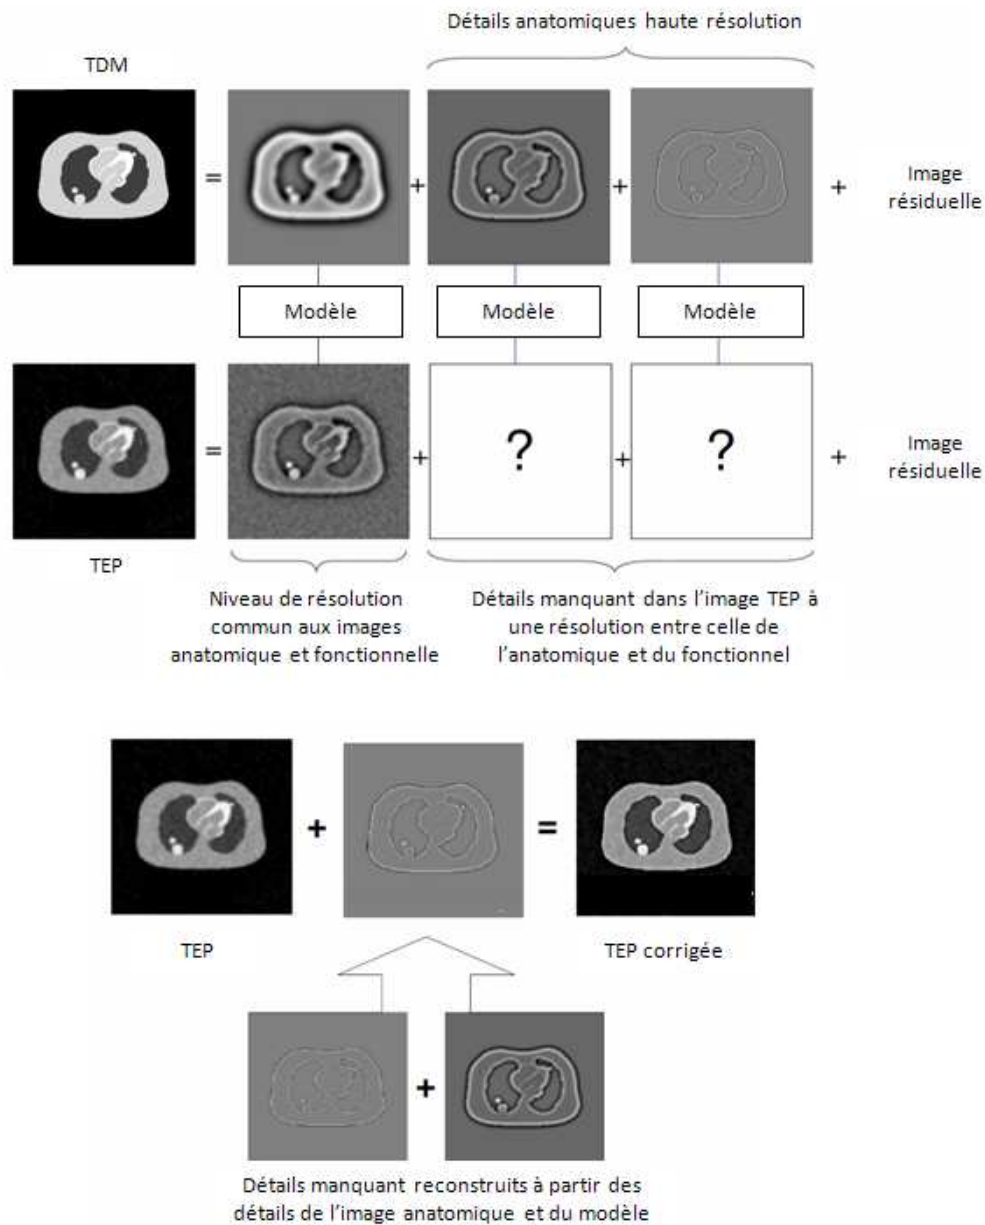 Détails anatomiques haute résolution
TDM
=
+
+
+
Image
résiduelle
Modèle
Modèle
Modèle
=
+
?
+
?
+
Image
résiduelle
TEP
Niveau de résolution
commun aux images
anatomique et fonctionnelle
Détails manquant dans l'image TEP à
une résolution entre celle de
l'anatomique et du fonctionnel
+
=
TEP
TEP corrigée
+
Détails manquant reconstruits à partir des
détails de l'image anatomique et du modèle